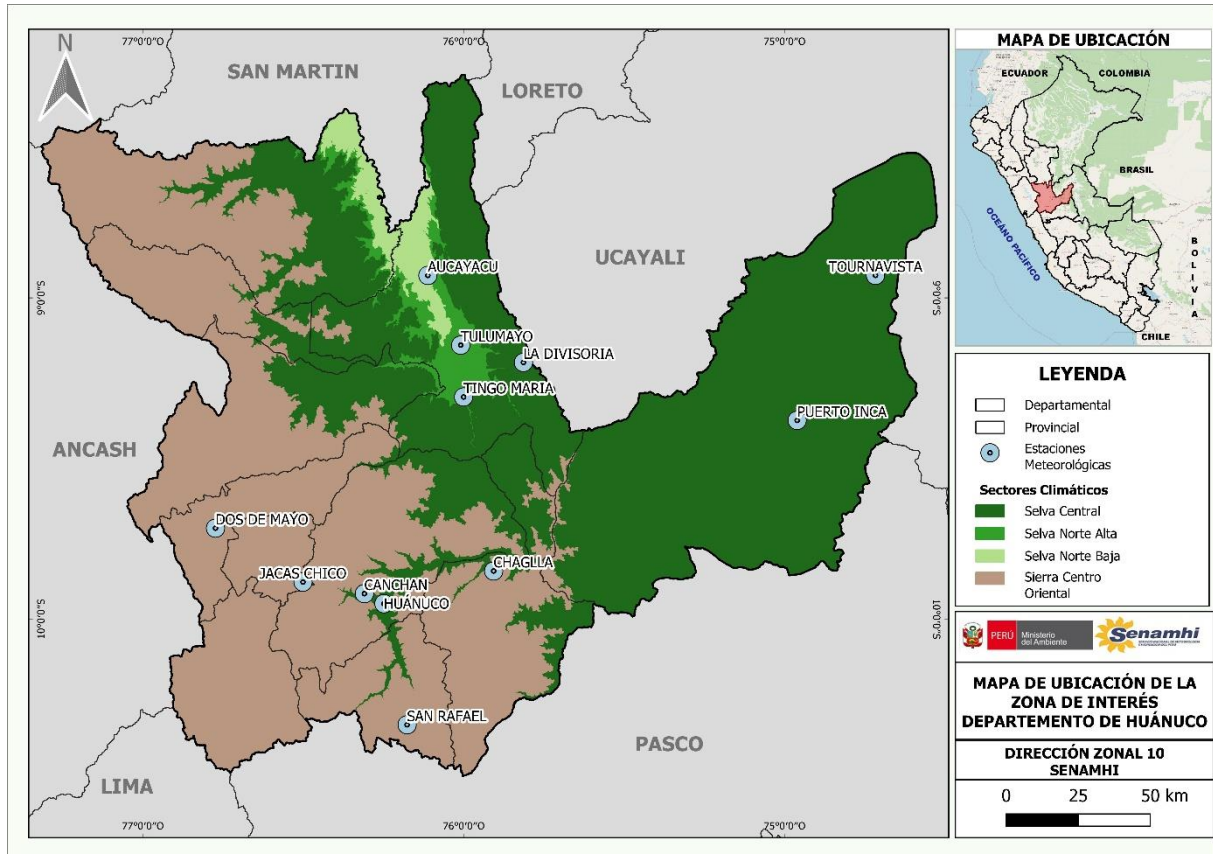 77°0'0"O
76°0'0"O
75°0'0"O
N
SAN MARTIN
LORETO
UCAYALI
AUCAYACU
TOURNAVISTA
9°0'0"S
9°0'0"S
TULUMAYO
LA DIVISORIA
TINGO MARIA
PUERTO INCA
ANCASH
DOS DE MAYO
JACAS CHICO
CANCHAN
CHAGLLA
HUÁNUCO
10°0'0"S
10°0'0"S
SAN RAFAEL
PASCO
LIMA
77°0'0"O
76°0'0"O
75°0'0"O
MAPA DE UBICACIÓN
ECUADOR
COLOMBIA
BRASIL
OCEÁNO PACÍFICO
BOLIVIA
CHILE
LEYENDA
Departamental
Provincial
Estaciones
Meteorológicas
Sectores Climáticos
Selva Central
Selva Norte Alta
Selva Norte Baja
Sierra Centro
Oriental
PERÚ
Ministerio
del Ambiente
Senamhi
MAPA DE UBICACIÓN DE LA
ZONA DE INTERÉS
DEPARTEMENTO DE HUÁNUCO
DIRECCIÓN ZONAL 10
SENAMHI
0 25 50 km